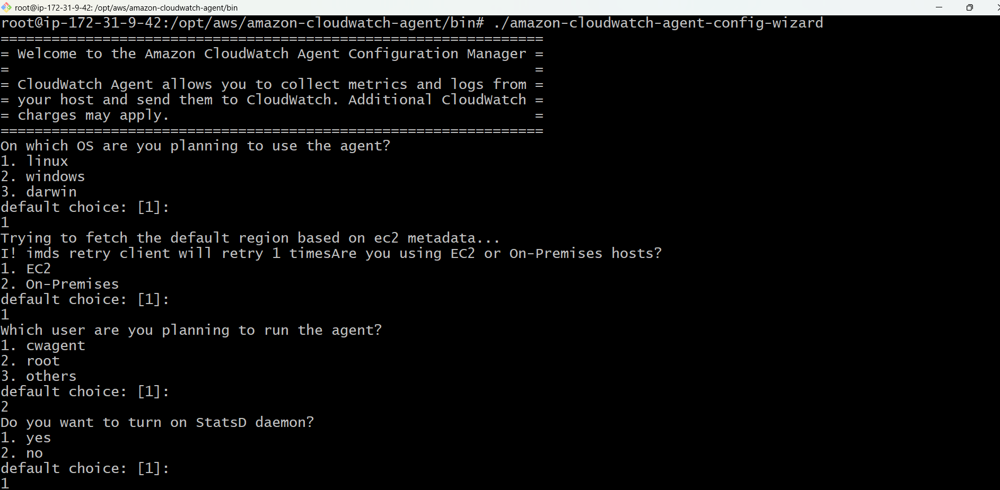 root@ip-172-31-9-42: /opt/aws/amazon-cloudwatch-agent/bin
root@ip-172-31-9-42:/opt/aws/amazon-cloudwatch-agent/bin# ./amazon-cloudwatch-agent-config-wizard
================================================================
= Welcome to the Amazon CloudWatch Agent Configuration Manager =
=                                                              =
= CloudWatch Agent allows you to collect metrics and logs from =
= your host and send them to CloudWatch. Additional CloudWatch =
= charges may apply.                                           =
================================================================
On which OS are you planning to use the agent?
1. linux
2. windows
3. darwin
default choice: [1]:
1
Trying to fetch the default region based on ec2 metadata...
I! imds retry client will retry 1 timesAre you using EC2 or On-Premises hosts?
1. EC2
2. On-Premises
default choice: [1]:
1
Which user are you planning to run the agent?
1. cwagent
2. root
3. others
default choice: [1]:
2
Do you want to turn on StatsD daemon?
1. yes
2. no
default choice: [1]:
1